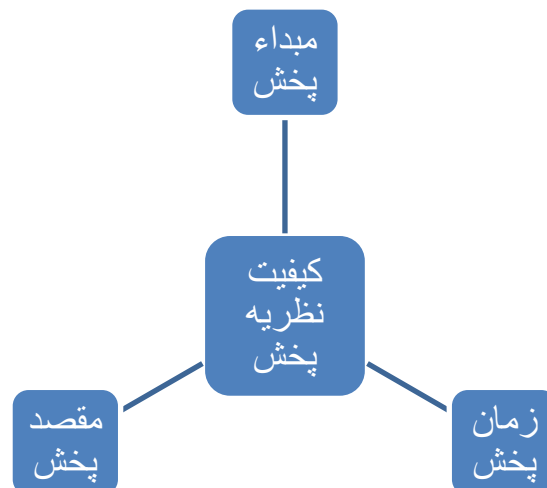 مبداء
پخش
کیفیت
نظریه
پخش
مقصد
پخش
زمان
پخش